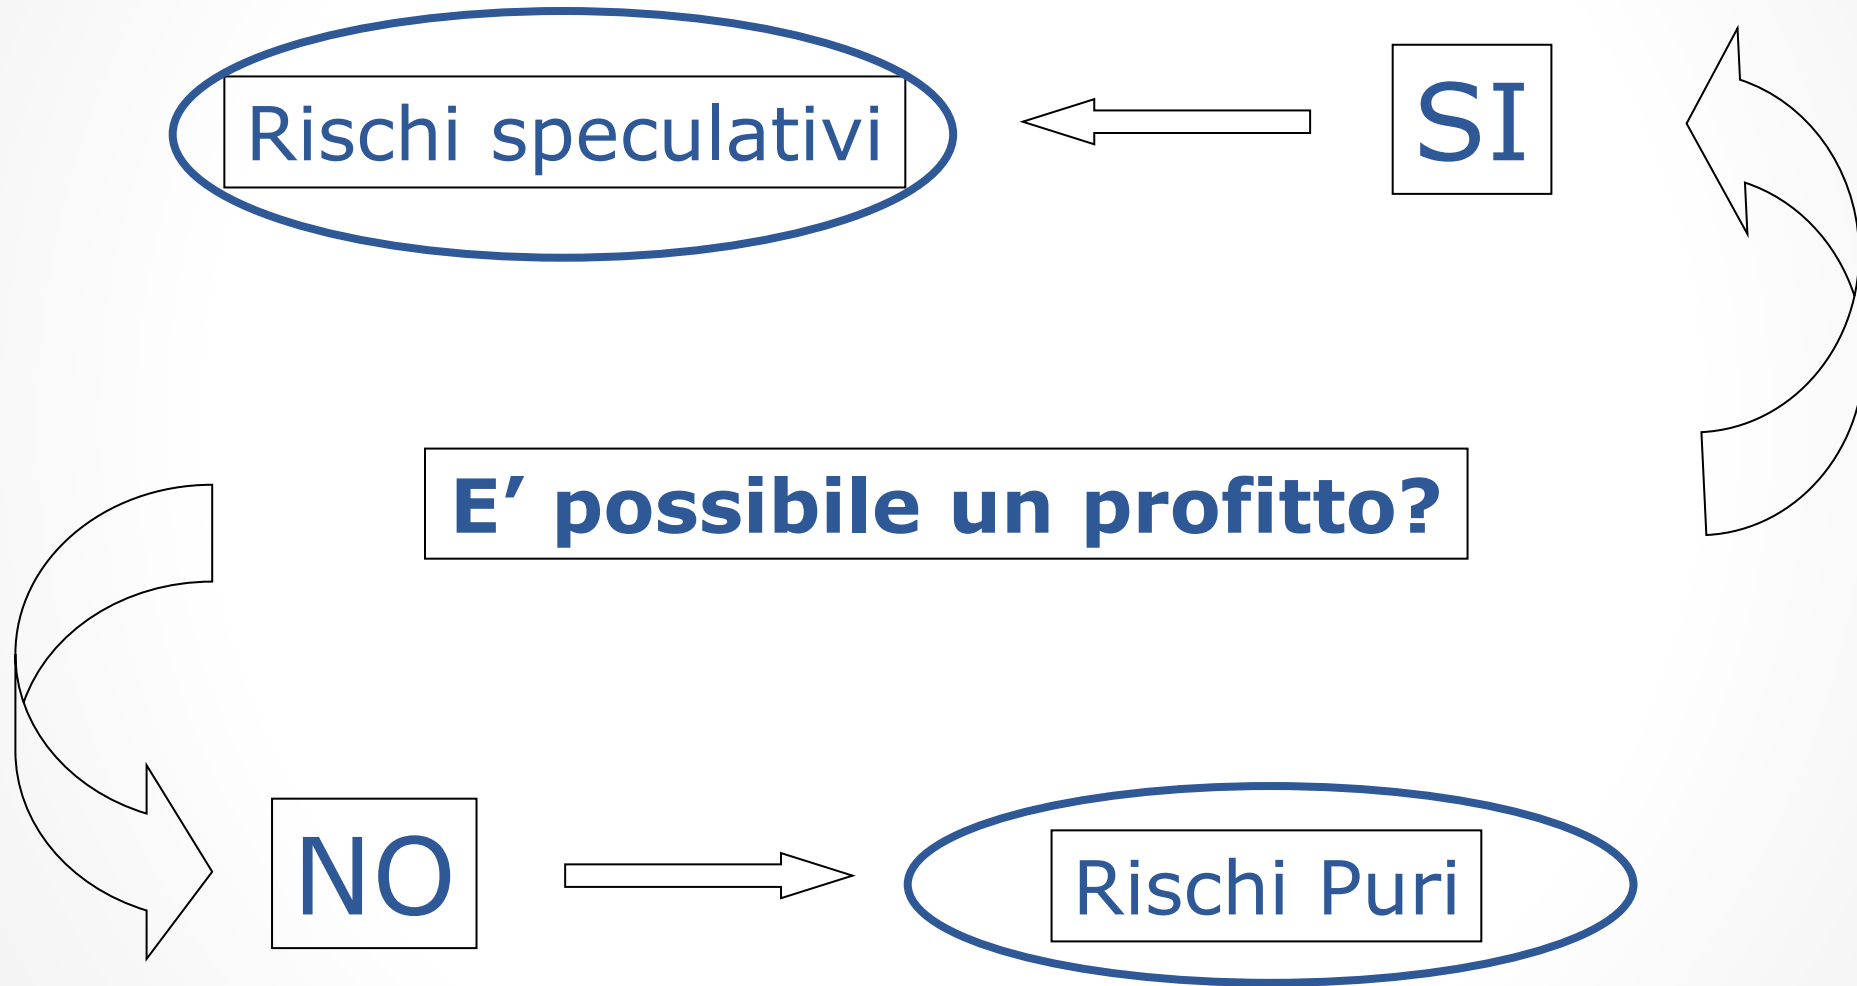 Rischi speculativi
SI
E’ possibile un profitto?
NO
Rischi Puri